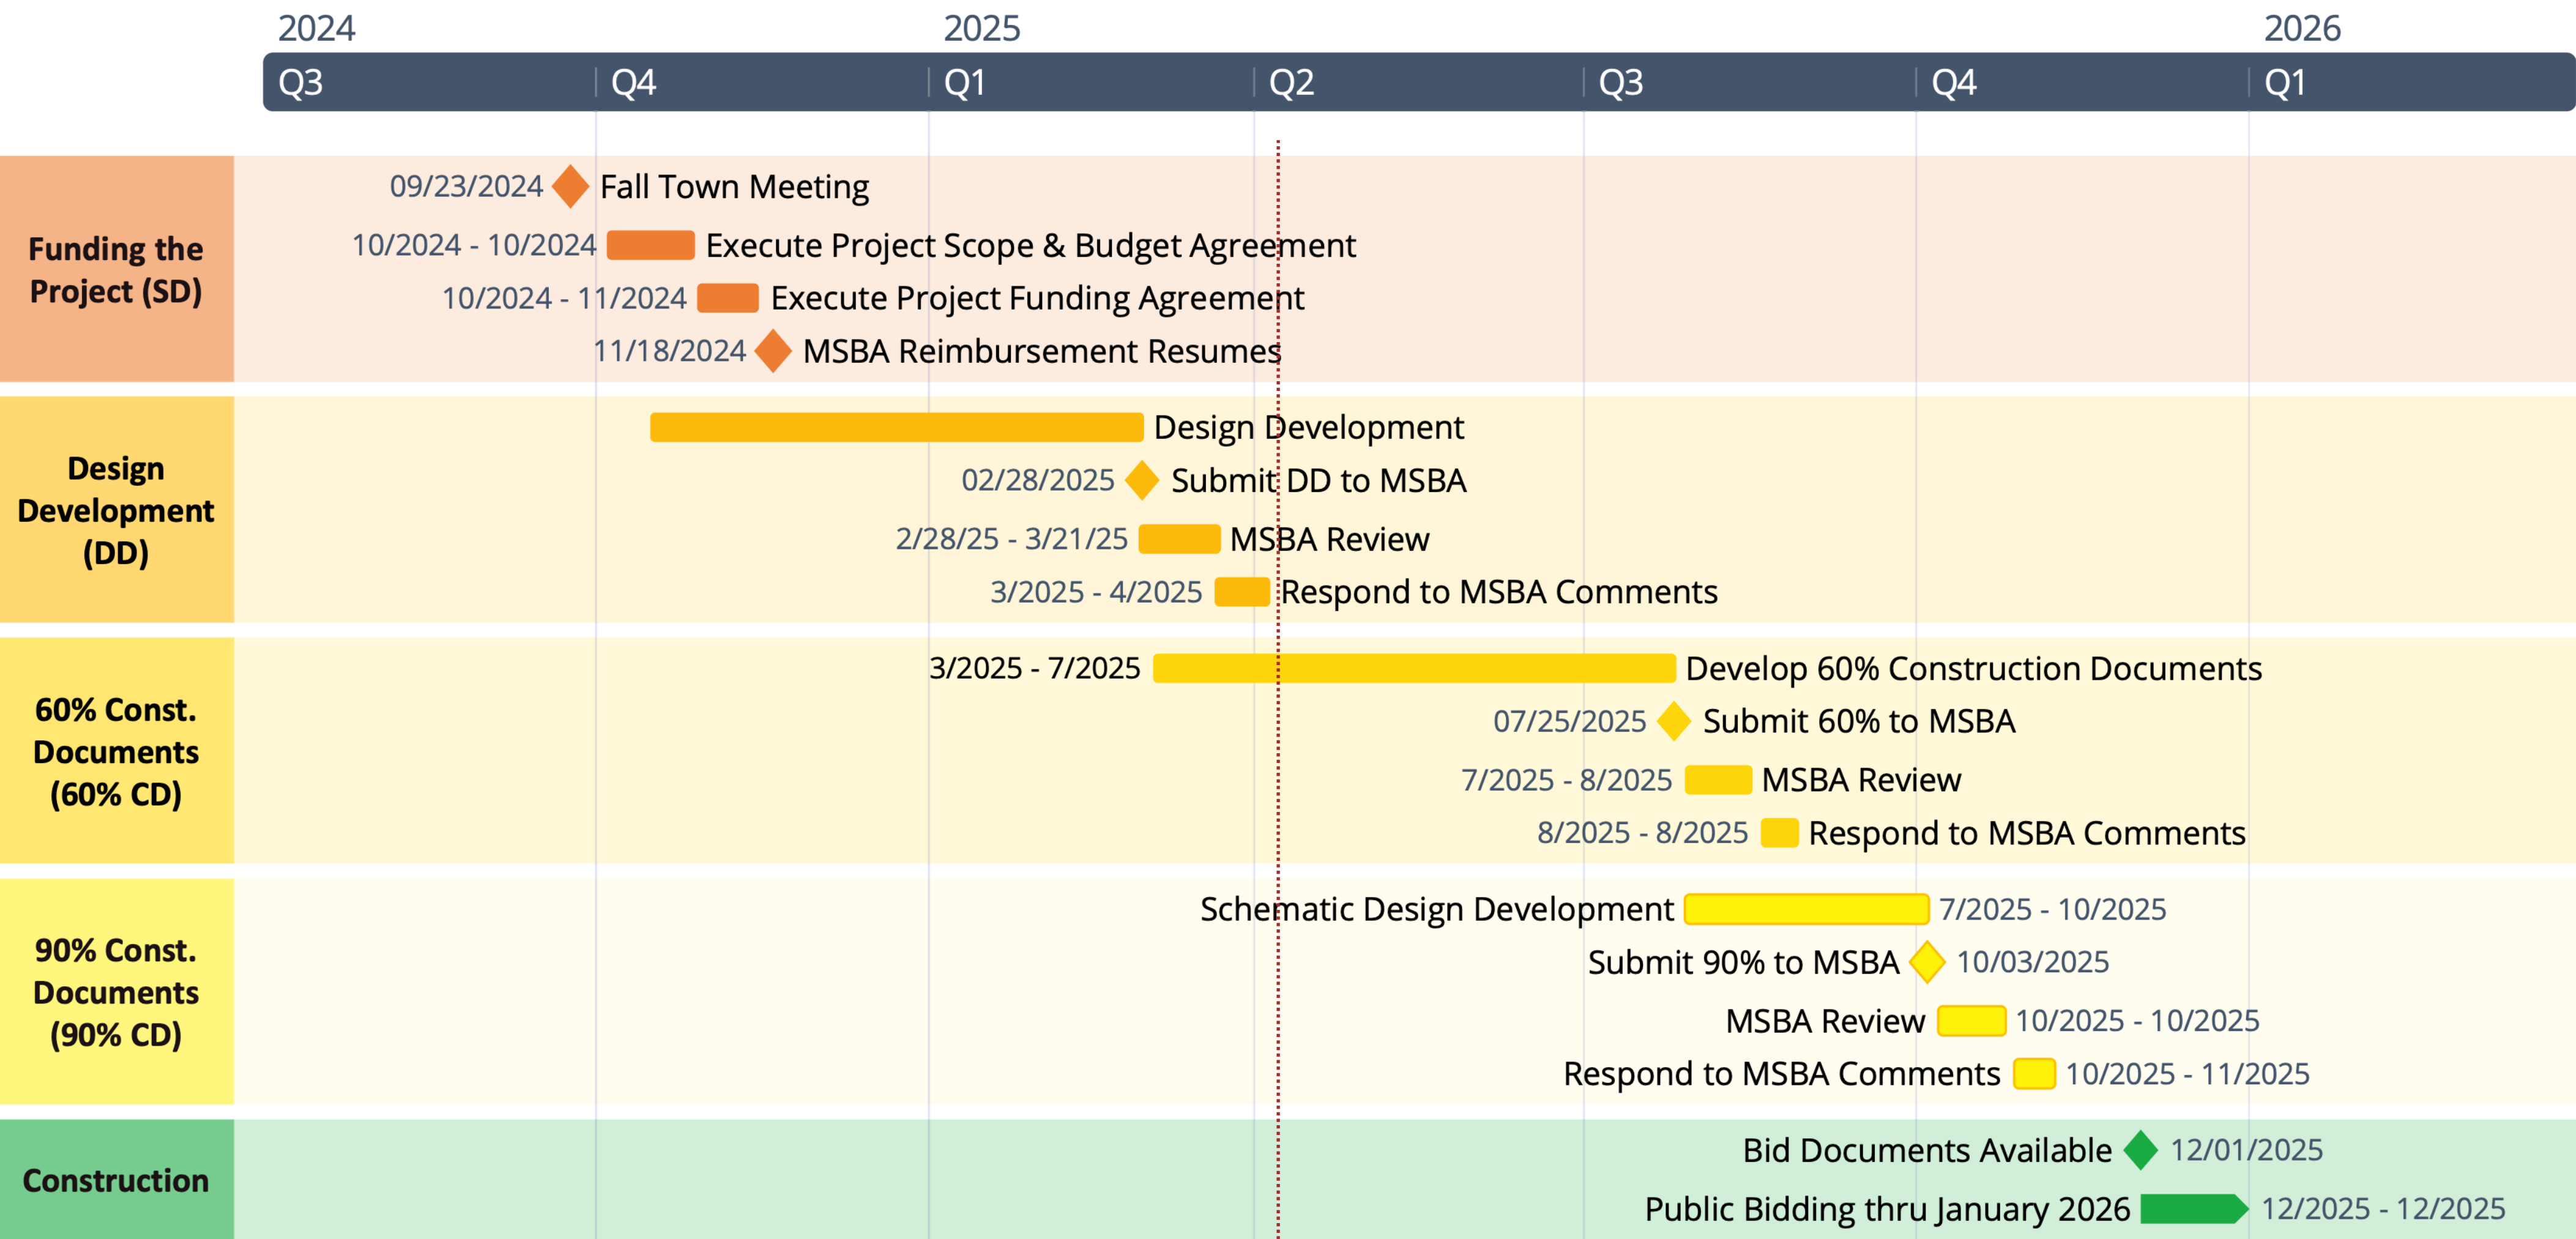 2024 2025 2026
Q3 Q4 Q1 Q2 Q3 Q4 Q1
Funding the
Project (SD)
09/23/2024 Fall Town Meeting
10/2024 - 10/2024 Execute Project Scope & Budget Agreement
10/2024 - 11/2024 Execute Project Funding Agreement
11/18/2024 MSBA Reimbursement Resumes
Design
Development
(DD)
Design Development
02/28/2025 Submit DD to MSBA
2/28/25 - 3/21/25 MSBA Review
3/2025 - 4/2025 Respond to MSBA Comments
60% Const.
Documents
(60% CD)
3/2025 - 7/2025 Develop 60% Construction Documents
07/25/2025 Submit 60% to MSBA
7/2025 - 8/2025 MSBA Review
8/2025 - 8/2025 Respond to MSBA Comments
90% Const.
Documents
(90% CD)
Schematic Design Development 7/2025 - 10/2025
Submit 90% to MSBA 10/03/2025
MSBA Review 10/2025 - 10/2025
Respond to MSBA Comments 10/2025 - 11/2025
Construction
Bid Documents Available 12/01/2025
Public Bidding thru January 2026 12/2025 - 12/2025